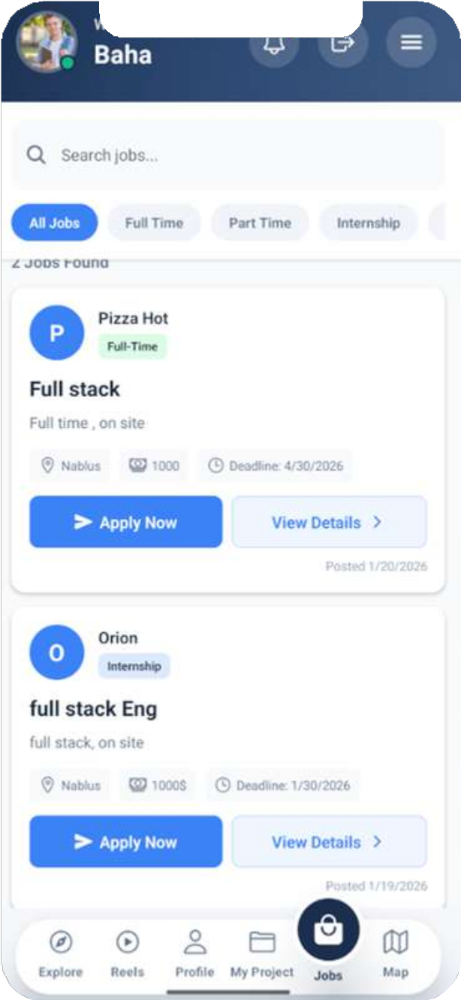 Baha
Search jobs...
All Jobs Full Time Part Time Internship
2 Jobs Found
P Pizza Hot
Full-Time
Full stack
Full time , on site
Nablus 1000 Deadline: 4/30/2026
Apply Now View Details
Posted 1/20/2026
O Orion
Internship
full stack Eng
full stack, on site
Nablus 1000$ Deadline: 1/30/2026
Apply Now View Details
Posted 1/19/2026
Explore Reels Profile My Project Jobs Map